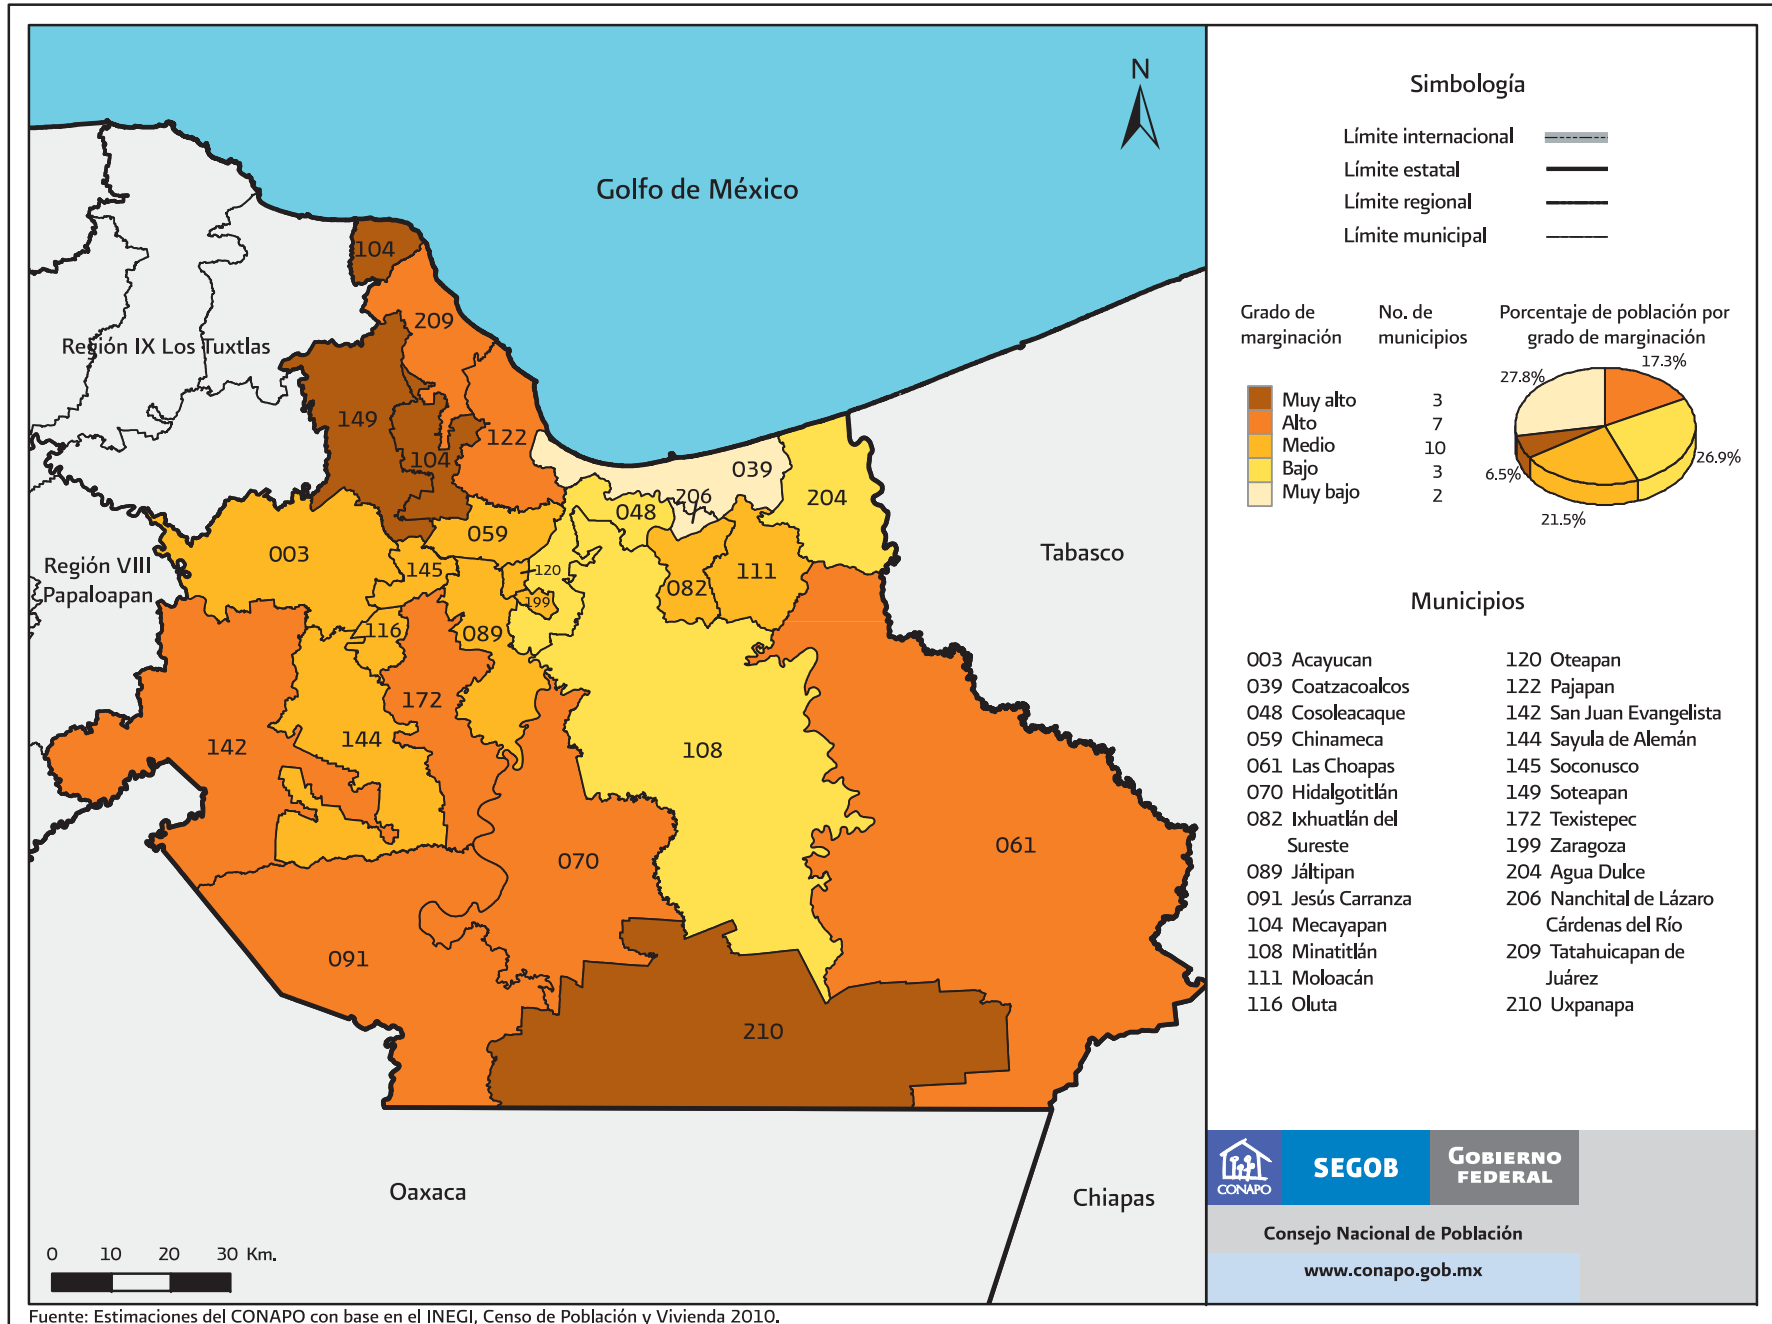 N
Golfo de México
Región IX Los Tuxtlas
Región VIII
Papaloapan
Tabasco
Oaxaca
Chiapas
104
209
149
122
104
039
206
204
048
059
003
145
120
082
111
199
116
089
172
142
144
108
070
061
091
210
0 10 20 30 Km.
Simbología
Límite internacional
Límite estatal
Límite regional
Límite municipal
Grado de
marginación
No. de
municipios
Porcentaje de población por
grado de marginación
Muy alto 3
Alto 7
Medio 10
Bajo 3
Muy bajo 2
17.3%
27.8%
26.9%
6.5%
21.5%
Municipios
003 Acayucan
039 Coatzacoalcos
048 Cosoleacaque
059 Chinameca
061 Las Choapas
070 Hidalgotitlán
082 Ixhuatlán del
Sureste
089 Jáltipan
091 Jesús Carranza
104 Mecayapan
108 Minatitlán
111 Moloacán
116 Oluta
120 Oteapan
122 Pajapan
142 San Juan Evangelista
144 Sayula de Alemán
145 Soconusco
149 Soteapan
172 Texistepec
199 Zaragoza
204 Agua Dulce
206 Nanchital de Lázaro
Cárdenas del Río
209 Tatahuicapan de
Juárez
210 Uxpanapa
CONAPO
SEGOB
GOBIERNO
FEDERAL
Consejo Nacional de Población
www.conapo.gob.mx
Fuente: Estimaciones del CONAPO con base en el INEGI, Censo de Población y Vivienda 2010.